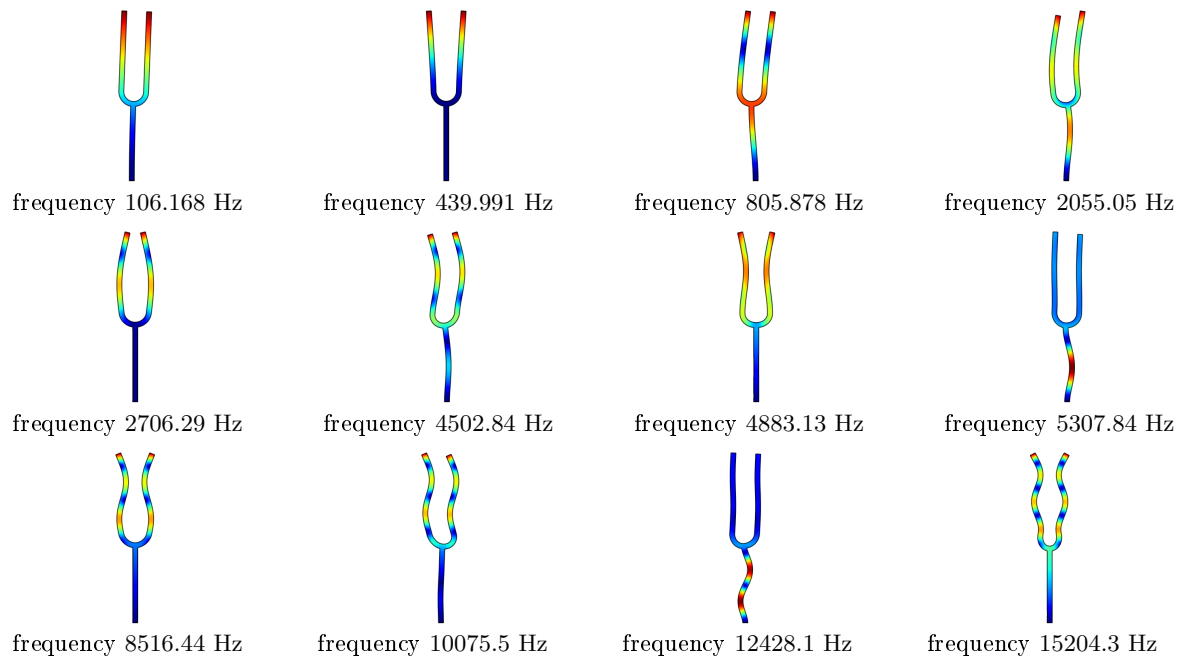 frequency 106.168 Hz
frequency 439.991 Hz
frequency 805.878 Hz
frequency 2055.05 Hz
frequency 2706.29 Hz
frequency 4502.84 Hz
frequency 4883.13 Hz
frequency 5307.84 Hz
frequency 8516.44 Hz
frequency 10075.5 Hz
frequency 12428.1 Hz
frequency 15204.3 Hz